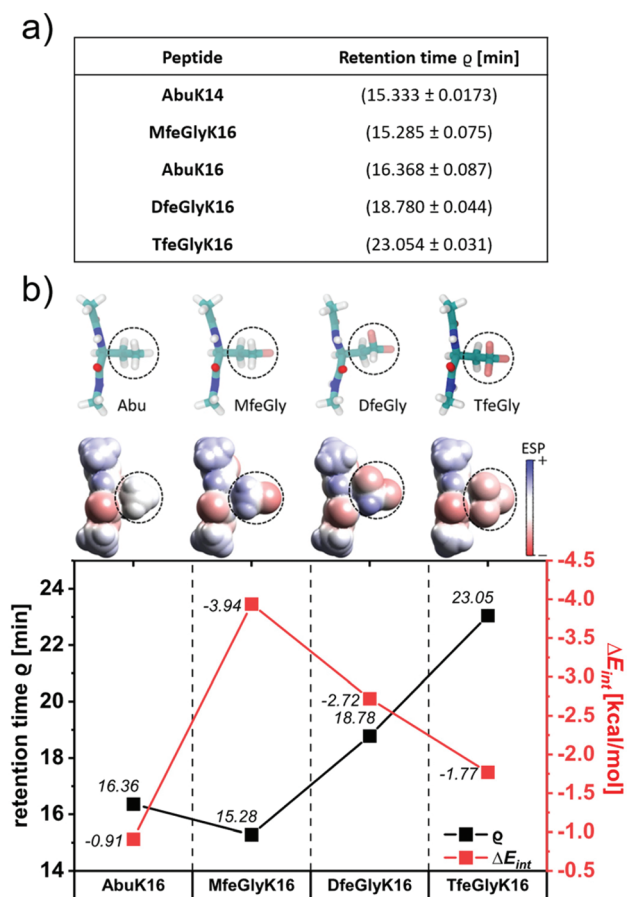 a)
Peptide Retention time ϱ [min]
AbuK14 (15.333 ± 0.0173)
MfeGlyK16 (15.285 ± 0.075)
AbuK16 (16.368 ± 0.087)
DfeGlyK16 (18.780 ± 0.044)
TfeGlyK16 (23.054 ± 0.031)
b)
Abu MfeGly DfeGly TfeGly
ESP
+
−
retention time ϱ [min]
24
22
20
18
16
14
16.36
15.28
18.78
23.05
-0.91
-3.94
-2.72
-1.77
ϱ
ΔEint
-4.5
-4.0
-3.5
-3.0
-2.5
-2.0
-1.5
-1.0
-0.5
ΔEint [kcal/mol]
AbuK16 MfeGlyK16 DfeGlyK16 TfeGlyK16